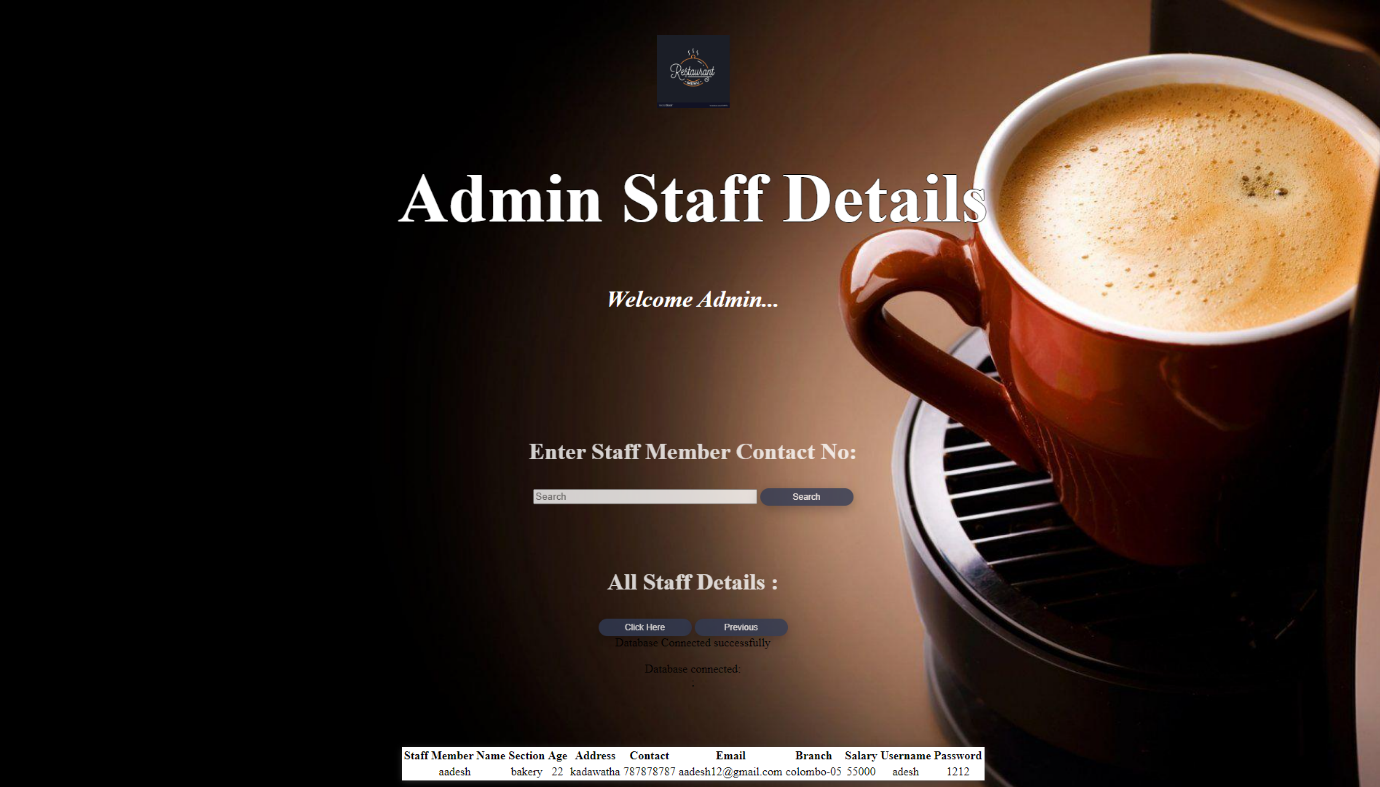 Restaurant
Admin Staff Details
Welcome Admin...
Enter Staff Member Contact No:
Search Search
All Staff Details :
Click Here Previous
Database Connected successfully
Database connected:
;
Staff Member Name Section Age Address Contact Email Branch Salary Username Password
aadesh bakery 22 kadawatha 787878787 aadesh12@gmail.com colombo-05 55000 adesh 1212